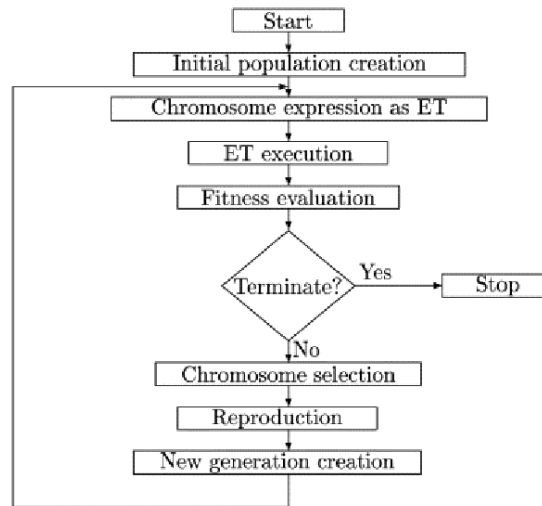 Start
Initial population creation
Chromosome expression as ET
ET execution
Fitness evaluation
Terminate?
Yes
Stop
No
Chromosome selection
Reproduction
New generation creation